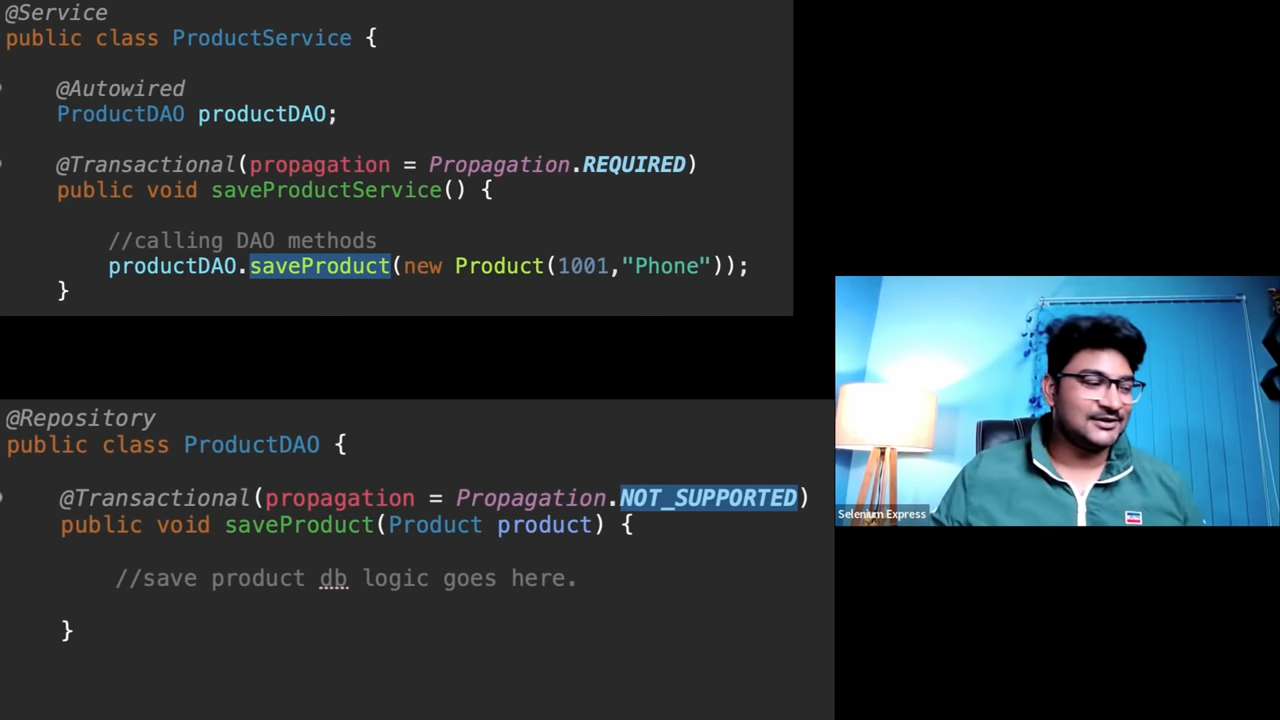 @Service
public class ProductService {
@Autowired
ProductDAO productDAO;
@Transactional(propagation = Propagation.REQUIRED)
public void saveProductService() {
//calling DAO methods
productDAO.saveProduct(new Product(1001,"Phone"));
}
@Repository
public class ProductDAO {
@Transactional(propagation = Propagation.NOT_SUPPORTED)
public void saveProduct(Product product) {
//save product db logic goes here.
}
Selenium Express